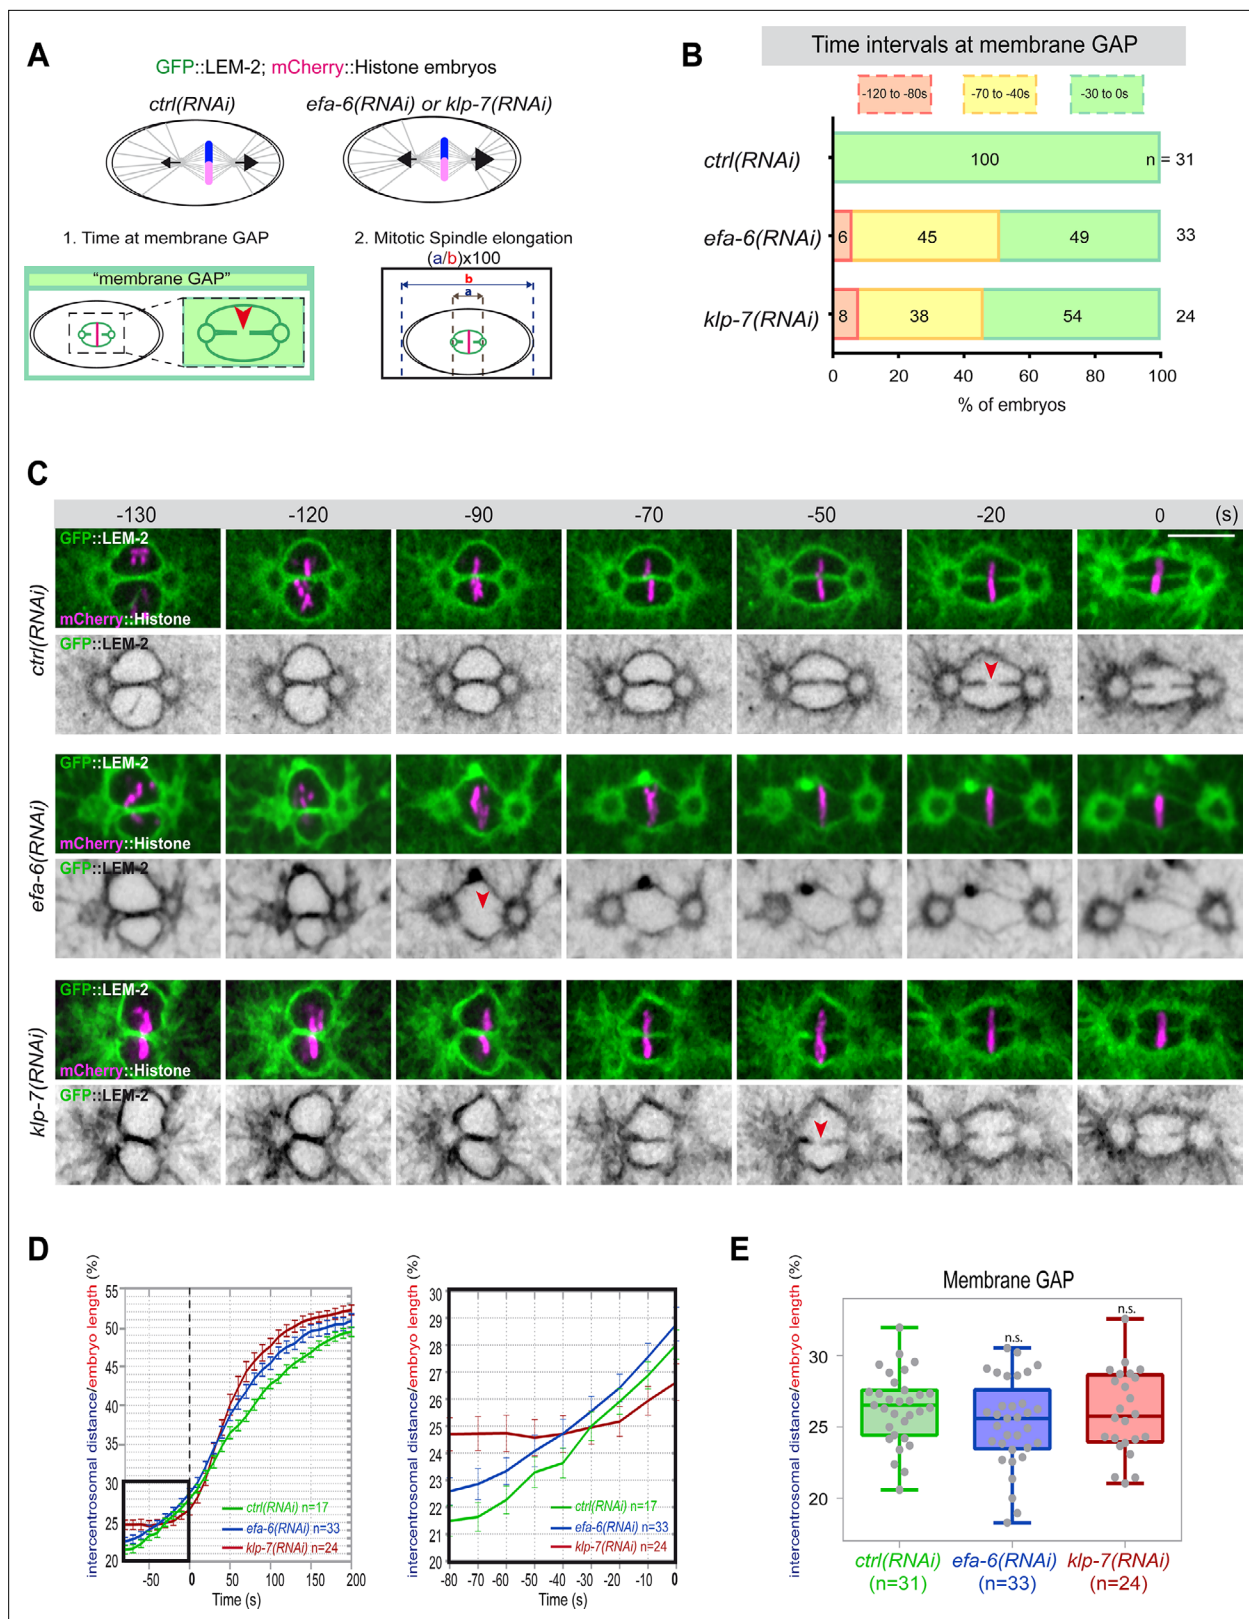 A
GFP::LEM-2; mCherry::Histone embryos
ctrl(RNAi)
efa-6(RNAi) or klp-7(RNAi)
1. Time at membrane GAP
2. Mitotic Spindle elongation
(a/b)x100
“membrane GAP”
b
a
B
Time intervals at membrane GAP
-120 to -80s
-70 to -40s
-30 to 0s
ctrl(RNAi)
100
n = 31
efa-6(RNAi)
6
45
49
33
klp-7(RNAi)
8
38
54
24
0 20 40 60 80 100
% of embryos
C
-130 -120 -90 -70 -50 -20 0 (s)
ctrl(RNAi)
GFP::LEM-2
mCherry::Histone
GFP::LEM-2
efa-6(RNAi)
GFP::LEM-2
mCherry::Histone
GFP::LEM-2
klp-7(RNAi)
GFP::LEM-2
mCherry::Histone
GFP::LEM-2
D
intercentrosomal distance/embryo length (%)
55
50
45
40
35
30
25
20
ctrl(RNAi) n=17
efa-6(RNAi) n=33
klp-7(RNAi) n=24
-50 0 50 100 150 200
Time (s)
intercentrosomal distance/embryo length (%)
30
29
28
27
26
25
24
23
22
21
20
ctrl(RNAi) n=17
efa-6(RNAi) n=33
klp-7(RNAi) n=24
-80 -70 -60 -50 -40 -30 -20 -10 0
Time (s)
E
Membrane GAP
intercentrosomal distance/embryo length (%)
30
25
20
n.s.
n.s.
ctrl(RNAi)
(n=31)
efa-6(RNAi)
(n=33)
klp-7(RNAi)
(n=24)